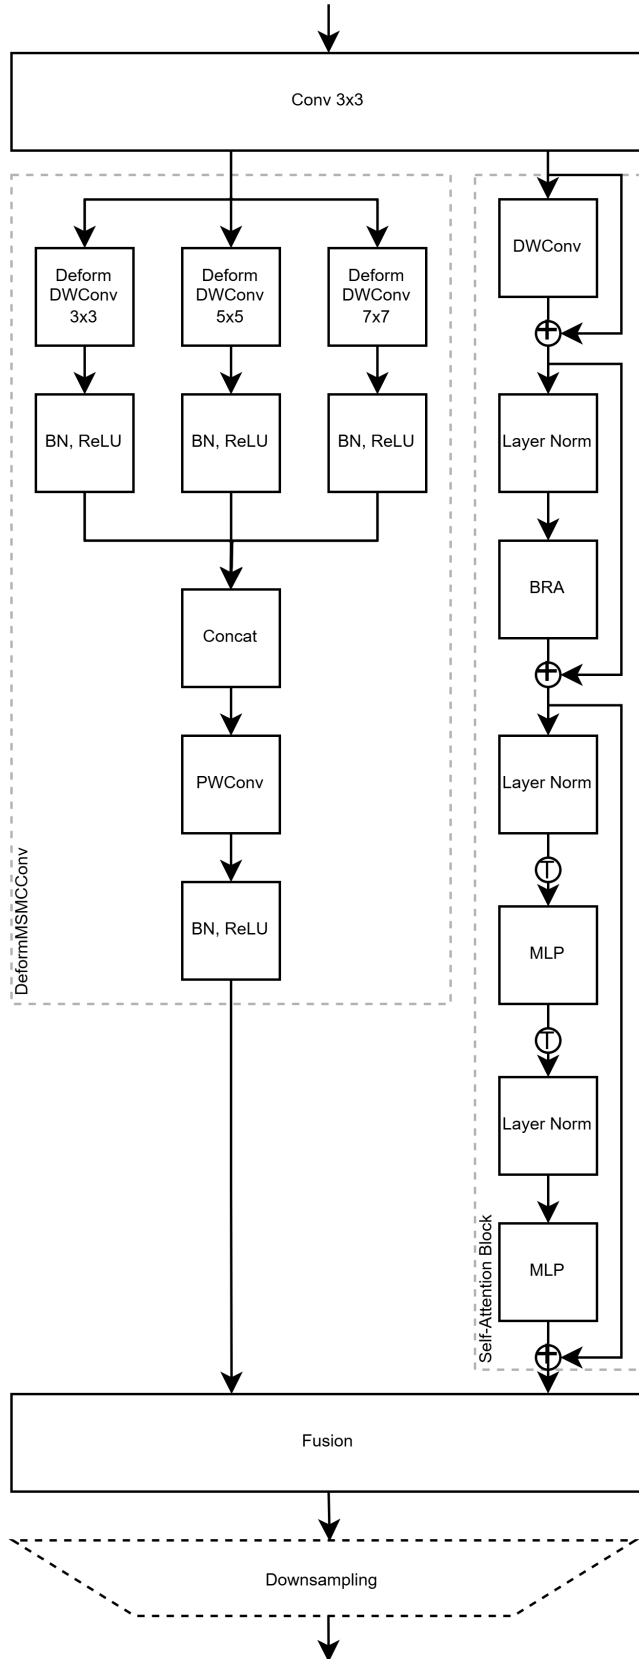 Conv 3x3
Deform
DWConv
3x3
Deform
DWConv
5x5
Deform
DWConv
7x7
BN, ReLU
BN, ReLU
BN, ReLU
Concat
PWConv
BN, ReLU
DeformMSMCConv
DWConv
Layer Norm
BRA
Layer Norm
T
MLP
T
Layer Norm
MLP
Self-Attention Block
Fusion
Downsampling